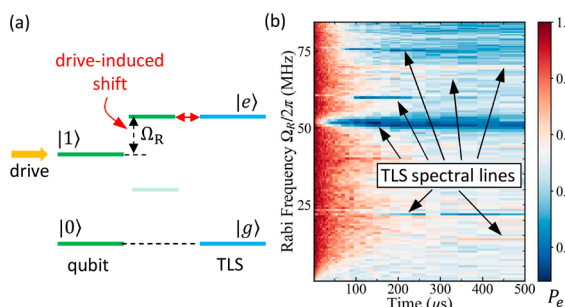 (a)
drive-induced
shift
|e⟩
|1⟩
Ω_R
drive
|0⟩
|g⟩
qubit
TLS
(b)
Rabi Frequency Ω_R/2π (MHz)
75
50
25
TLS spectral lines
100
200
300
400
500
Time (μs)
1.
0.
0.
0.
0.
P_e